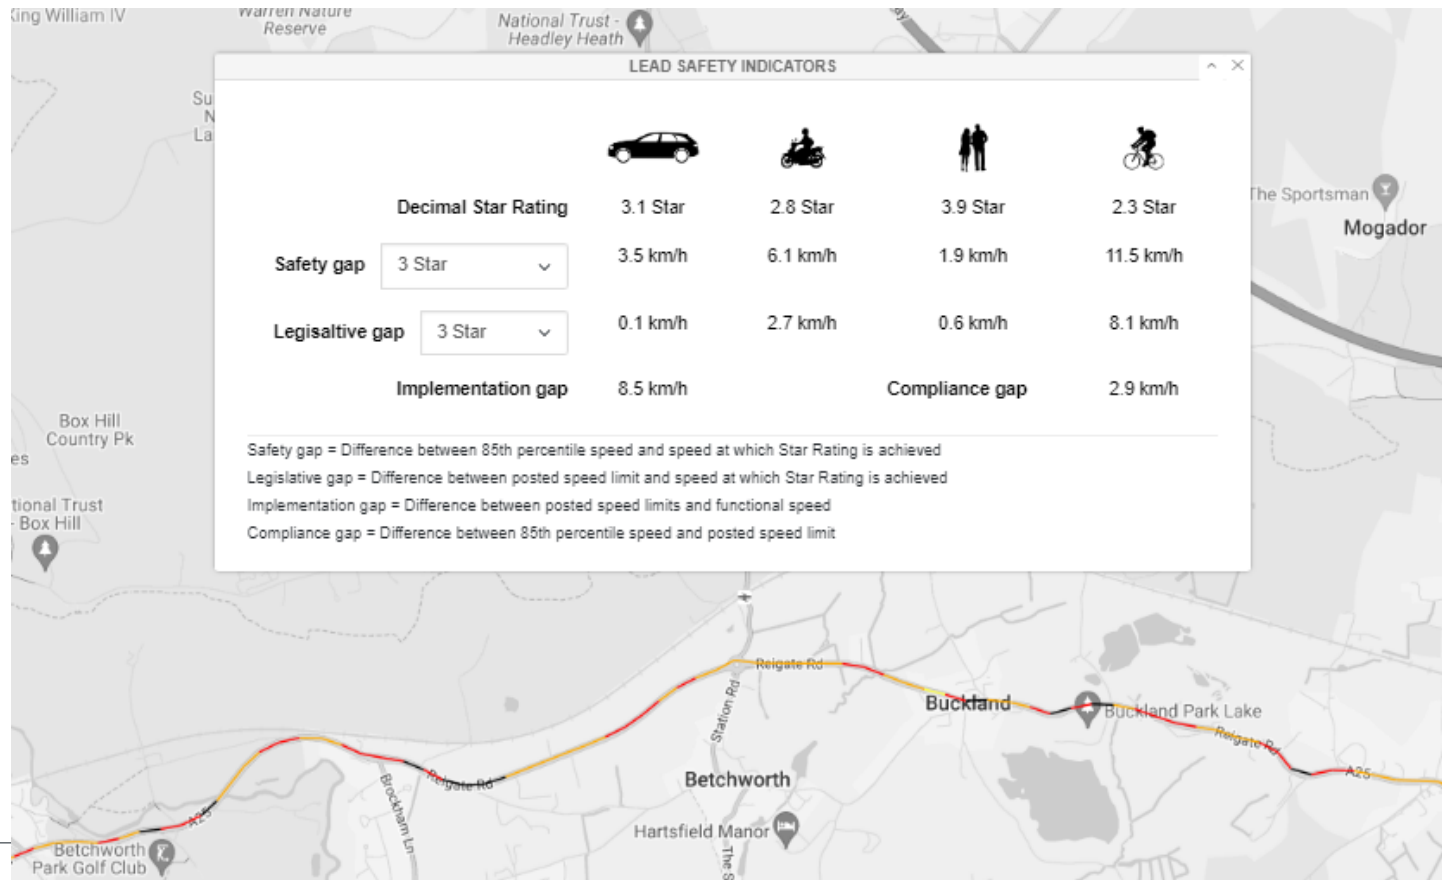 King William IV
Warren Nature
Reserve
National Trust -
Headley Heath
LEAD SAFETY INDICATORS
Su
N
La
Decimal Star Rating 3.1 Star 2.8 Star 3.9 Star 2.3 Star
The Sportsman
Mogador
Safety gap 3 Star 3.5 km/h 6.1 km/h 1.9 km/h 11.5 km/h
Legisaltive gap 3 Star 0.1 km/h 2.7 km/h 0.6 km/h 8.1 km/h
Implementation gap 8.5 km/h Compliance gap 2.9 km/h
Box Hill
Country Pk
es
Safety gap = Difference between 85th percentile speed and speed at which Star Rating is achieved
Legislative gap = Difference between posted speed limit and speed at which Star Rating is achieved
Implementation gap = Difference between posted speed limits and functional speed
Compliance gap = Difference between 85th percentile speed and posted speed limit
tional Trust
- Box Hill
Reigate Rd
Station Rd
Buckland
Buckland Park Lake
Reigate Rd
A25
Reigate Rd
Betchworth
Brockham Ln
A25
Hartsfield Manor
The S
Betchworth
Park Golf Club